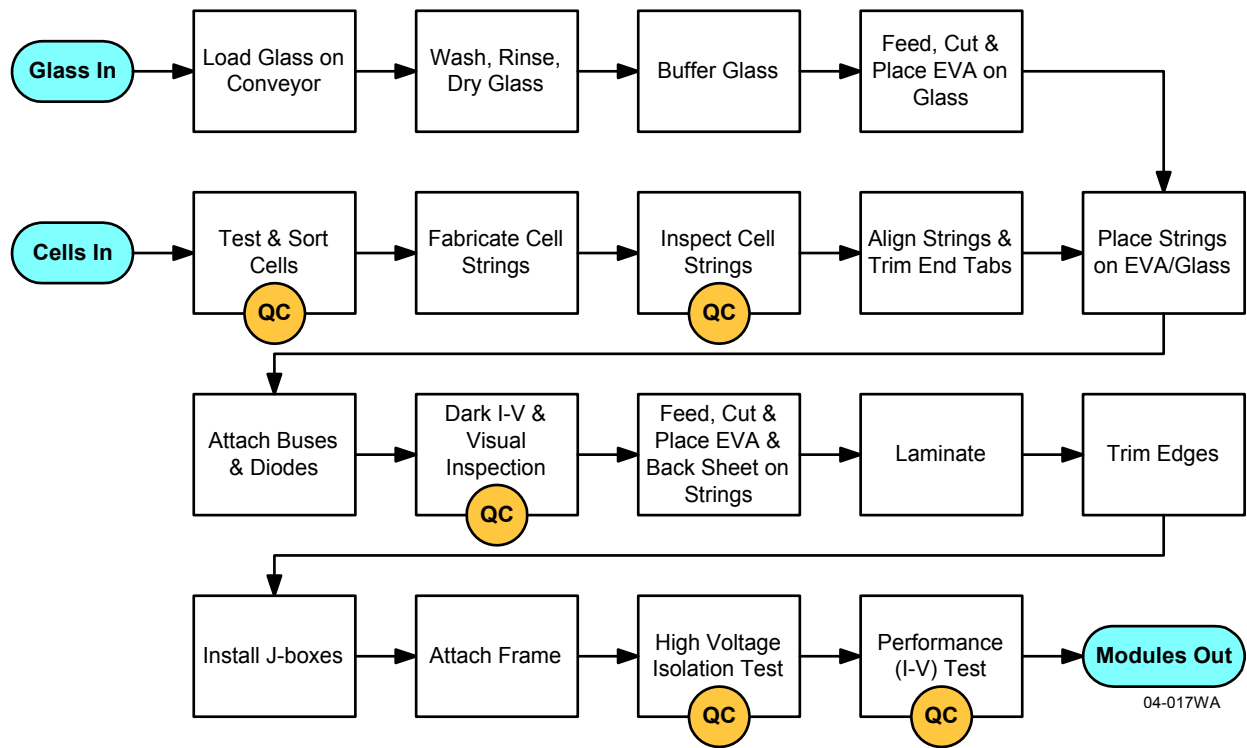 Glass In
Load Glass on
Conveyor
Wash, Rinse,
Dry Glass
Buffer Glass
Feed, Cut &
Place EVA on
Glass
Cells In
Test & Sort
Cells
QC
Fabricate Cell
Strings
Inspect Cell
Strings
QC
Align Strings &
Trim End Tabs
Place Strings
on EVA/Glass
Attach Buses
& Diodes
Dark I-V &
Visual
Inspection
QC
Feed, Cut &
Place EVA &
Back Sheet on
Strings
Laminate
Trim Edges
Install J-boxes
Attach Frame
High Voltage
Isolation Test
QC
Performance
(I-V) Test
QC
Modules Out
04-017WA